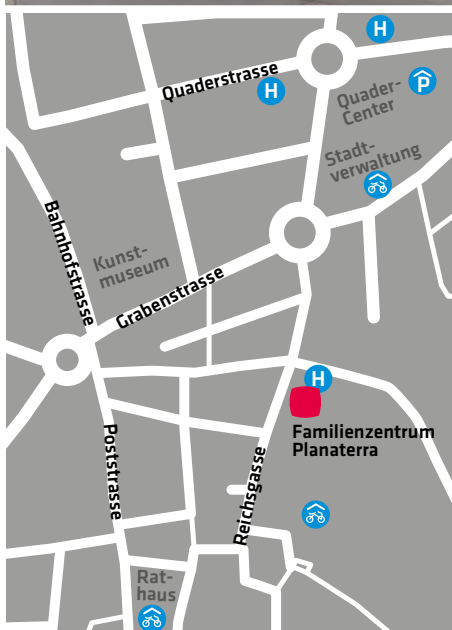 H
Quaderstrasse
H
P
Quader-
Center
Stadt-
verwaltung
Bahnhofstrasse
Kunst-
museum
Grabenstrasse
H
Familienzentrum
Planaterra
Poststrasse
Reichsgasse
Rat-
haus